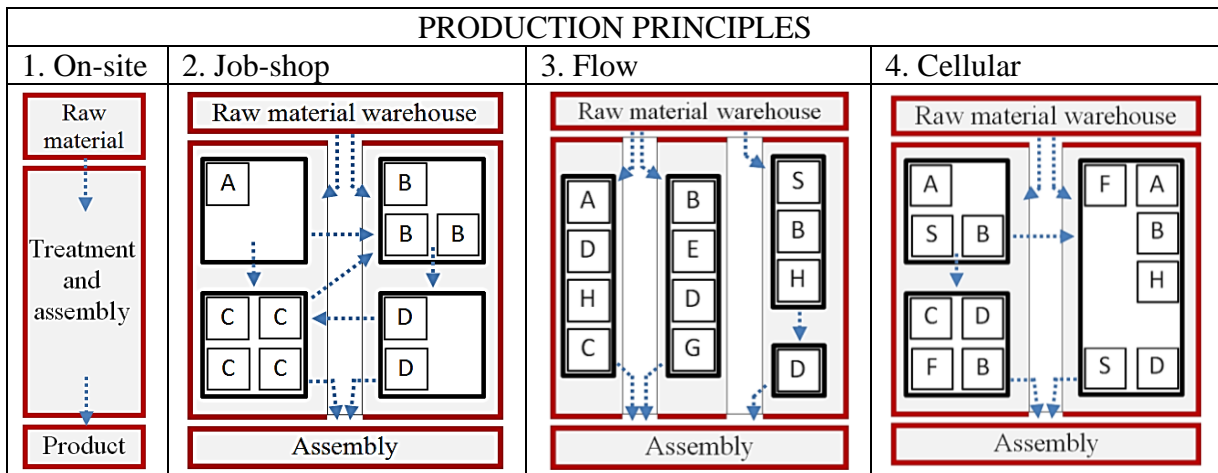 PRODUCTION PRINCIPLES
1. On-site
2. Job-shop
3. Flow
4. Cellular
Raw
material
Treatment
and
assembly
Product
Raw material warehouse
A
B
B B
C C
D
C C
D
Assembly
Raw material warehouse
A
D
H
C
B
E
D
G
S
B
H
D
Assembly
Raw material warehouse
A
S B
C D
F B
F A
B
H
S D
Assembly